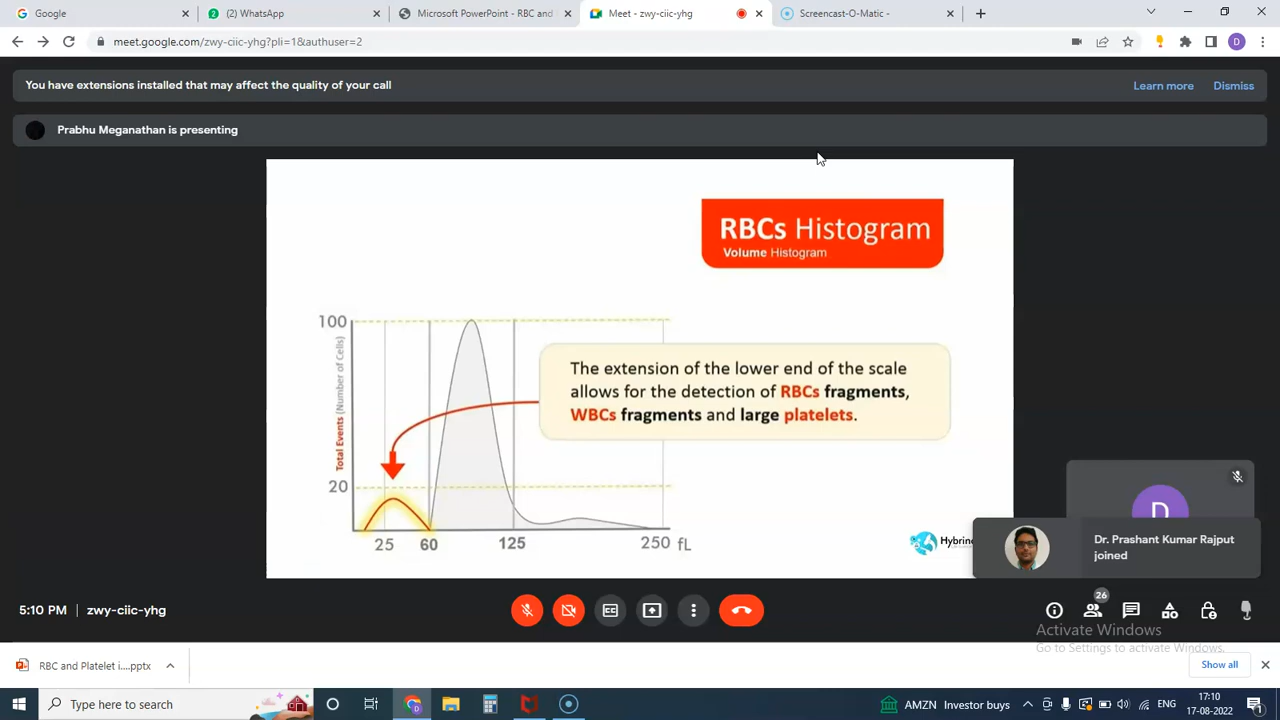 Google
(2) WhatsApp
Microsoft PowerPoint - RBC and
Meet - zwy-ciic-yhg
Screencast-O-Matic -
meet.google.com/zwy-ciic-yhg?pli=1&authuser=2
D
You have extensions installed that may affect the quality of your call
Learn more
Dismiss
Prabhu Meganathan is presenting
RBCs Histogram
Volume Histogram
100
20
Total Events (Number of Cells)
25
60
125
250 fL
The extension of the lower end of the scale
allows for the detection of RBCs fragments,
WBCs fragments and large platelets.
D
Dr. Prashant Kumar Rajput
joined
5:10 PM | zwy-ciic-yhg
26
Activate Windows
Go to Settings to activate Windows.
RBC and Platelet i....pptx
Show all
Type here to search
AMZN Investor buys
ENG
17:10
17-08-2022